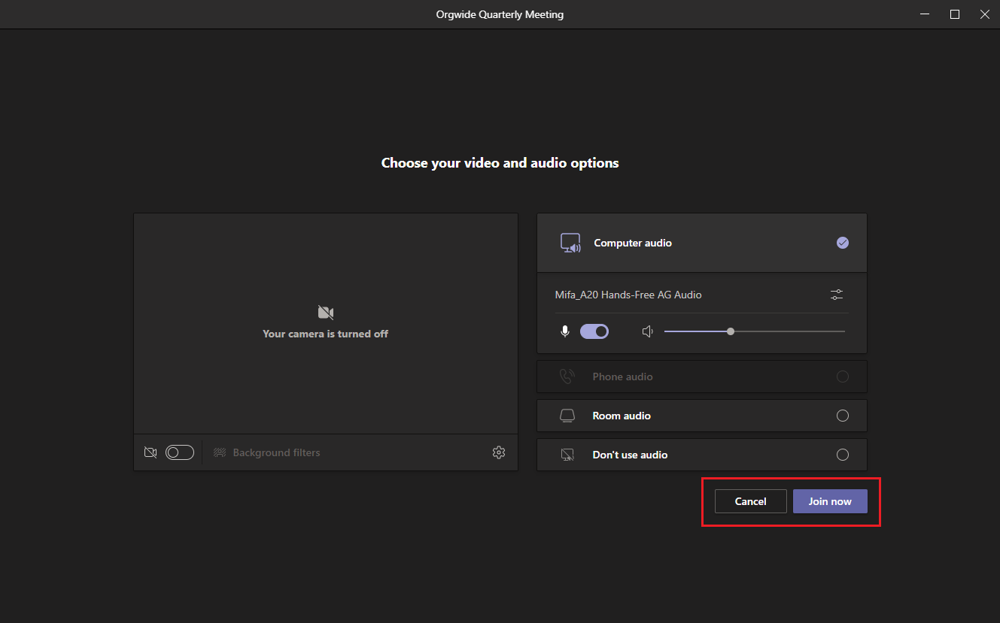 Orgwide Quarterly Meeting
Choose your video and audio options
Your camera is turned off
Background filters
Computer audio
Mifa_A20 Hands-Free AG Audio
Phone audio
Room audio
Don't use audio
Cancel
Join now